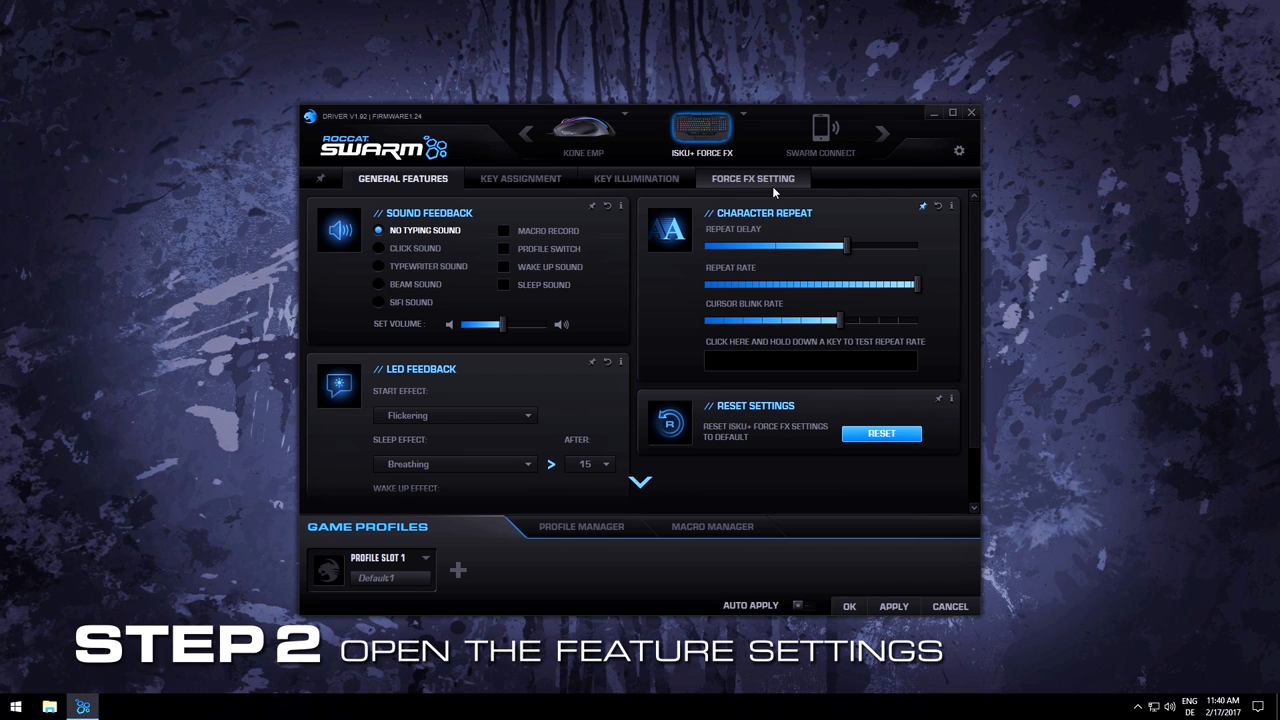 DRIVER V1.92 | FIRMWARE1.24
ROCCAT
SWARM
KONE EMP
ISKU+ FORCE FX
SWARM CONNECT
GENERAL FEATURES
KEY ASSIGNMENT
KEY ILLUMINATION
FORCE FX SETTING
// SOUND FEEDBACK
NO TYPING SOUND
CLICK SOUND
TYPEWRITER SOUND
BEAM SOUND
SIFI SOUND
MACRO RECORD
PROFILE SWITCH
WAKE UP SOUND
SLEEP SOUND
SET VOLUME :
// LED FEEDBACK
START EFFECT:
Flickering
SLEEP EFFECT:
AFTER:
Breathing
>
15
WAKE UP EFFECT:
// CHARACTER REPEAT
A
REPEAT DELAY
REPEAT RATE
CURSOR BLINK RATE
CLICK HERE AND HOLD DOWN A KEY TO TEST REPEAT RATE
// RESET SETTINGS
R
RESET ISKU+ FORCE FX SETTINGS
TO DEFAULT
RESET
GAME PROFILES
PROFILE MANAGER
MACRO MANAGER
PROFILE SLOT 1
Default1
AUTO APPLY
OK
APPLY
CANCEL
STEP 2 OPEN THE FEATURE SETTINGS
ENG
DE
11:40 AM
2/17/2017